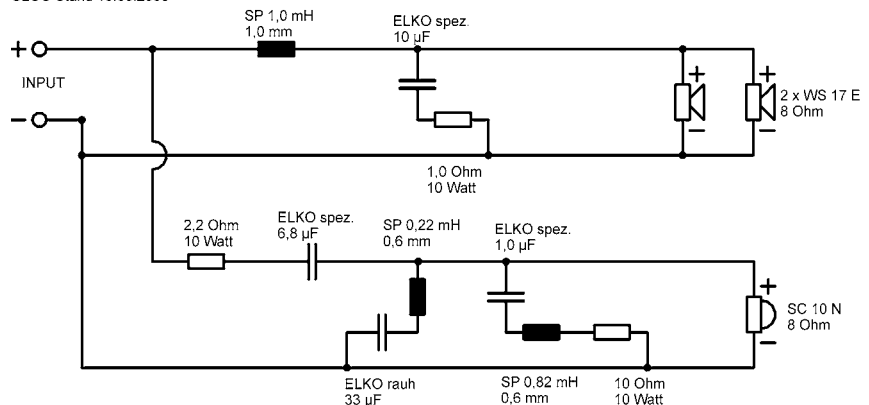 SP 1,0 mH
1,0 mm
ELKO spez.
10 µF
+
INPUT
−
+
−
+
−
2 x WS 17 E
8 Ohm
1,0 Ohm
10 Watt
2,2 Ohm
10 Watt
ELKO spez.
6,8 µF
SP 0,22 mH
0,6 mm
ELKO spez.
1,0 µF
+
−
SC 10 N
8 Ohm
ELKO rauh
33 µF
SP 0,82 mH
0,6 mm
10 Ohm
10 Watt